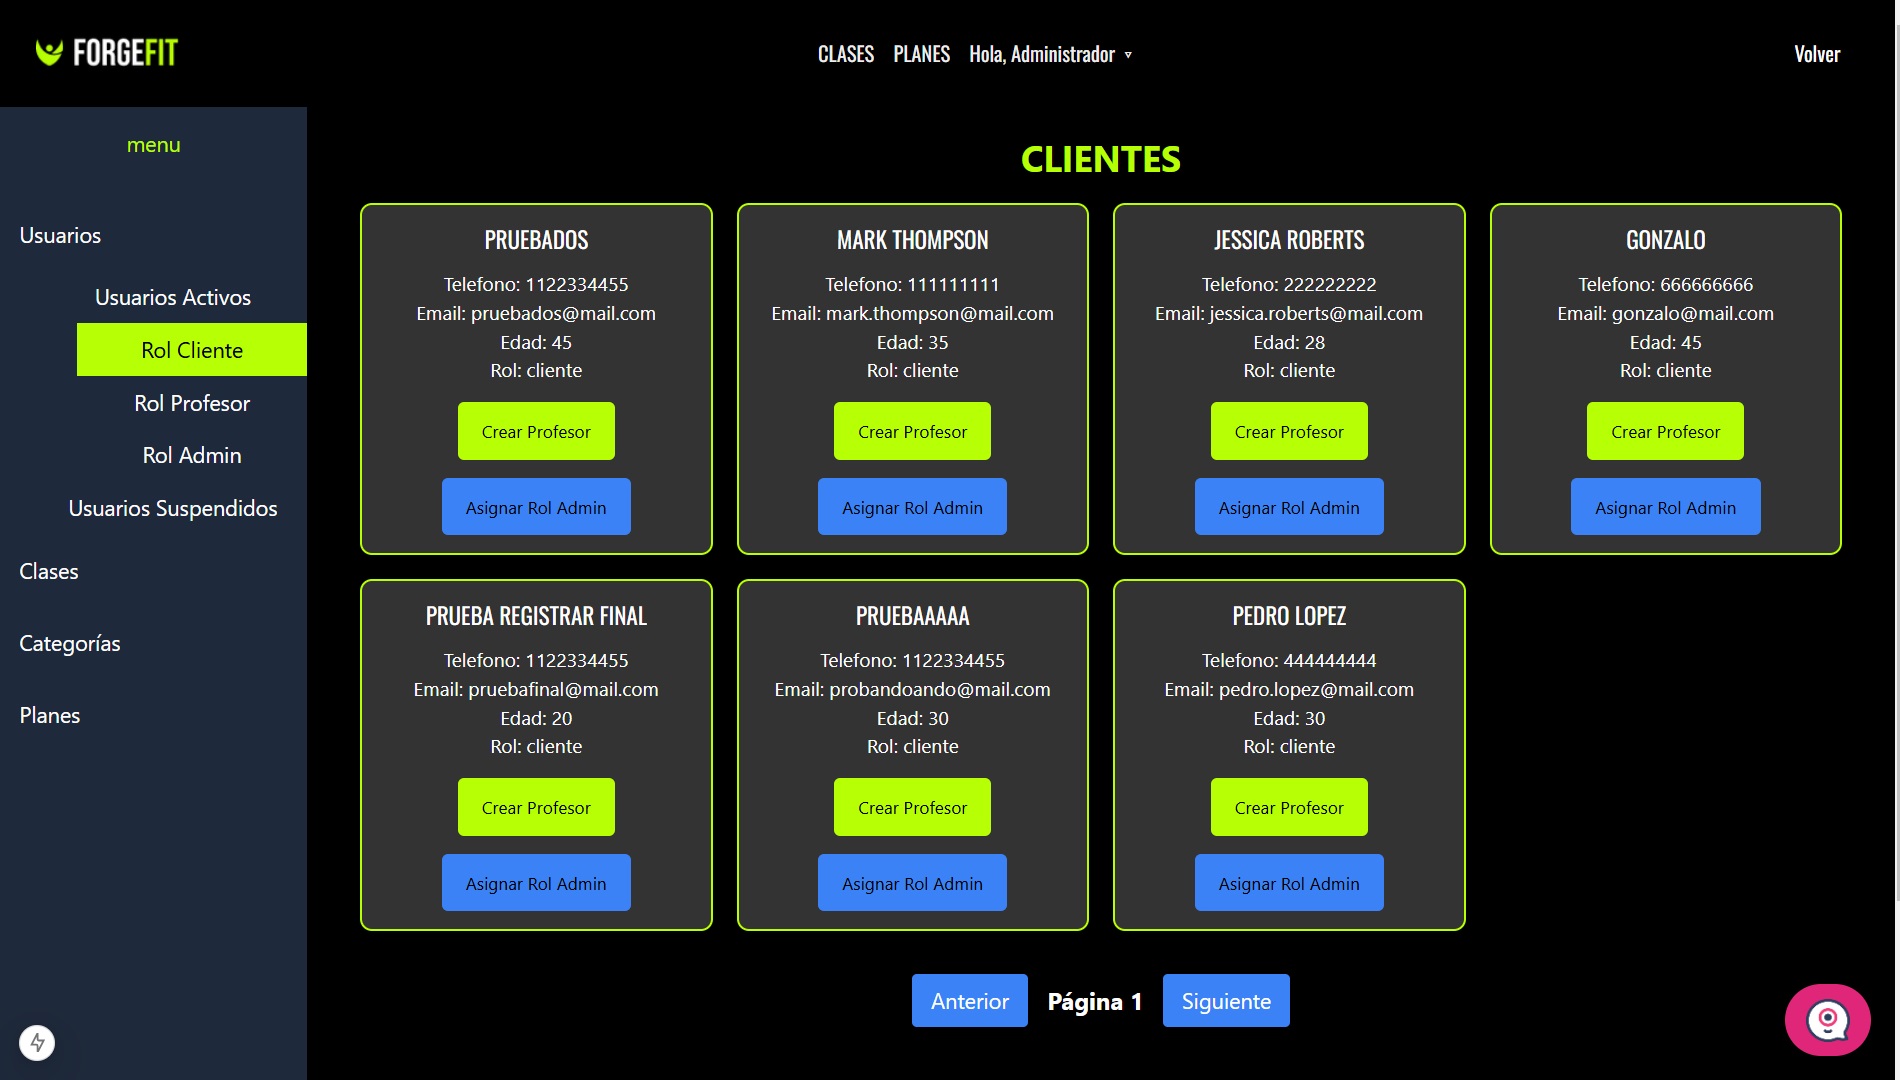 FORGEFIT
CLASES PLANES Hola, Administrador ▿
Volver
menu
Usuarios
Usuarios Activos
Rol Cliente
Rol Profesor
Rol Admin
Usuarios Suspendidos
Clases
Categorías
Planes
CLIENTES
PRUEBADOS
Telefono: 1122334455
Email: pruebados@mail.com
Edad: 45
Rol: cliente
Crear Profesor
Asignar Rol Admin
MARK THOMPSON
Telefono: 111111111
Email: mark.thompson@mail.com
Edad: 35
Rol: cliente
Crear Profesor
Asignar Rol Admin
JESSICA ROBERTS
Telefono: 222222222
Email: jessica.roberts@mail.com
Edad: 28
Rol: cliente
Crear Profesor
Asignar Rol Admin
GONZALO
Telefono: 666666666
Email: gonzalo@mail.com
Edad: 45
Rol: cliente
Crear Profesor
Asignar Rol Admin
PRUEBA REGISTRAR FINAL
Telefono: 1122334455
Email: pruebafinal@mail.com
Edad: 20
Rol: cliente
Crear Profesor
Asignar Rol Admin
PRUEBAAAAA
Telefono: 1122334455
Email: probandoando@mail.com
Edad: 30
Rol: cliente
Crear Profesor
Asignar Rol Admin
PEDRO LOPEZ
Telefono: 444444444
Email: pedro.lopez@mail.com
Edad: 30
Rol: cliente
Crear Profesor
Asignar Rol Admin
Anterior Página 1 Siguiente